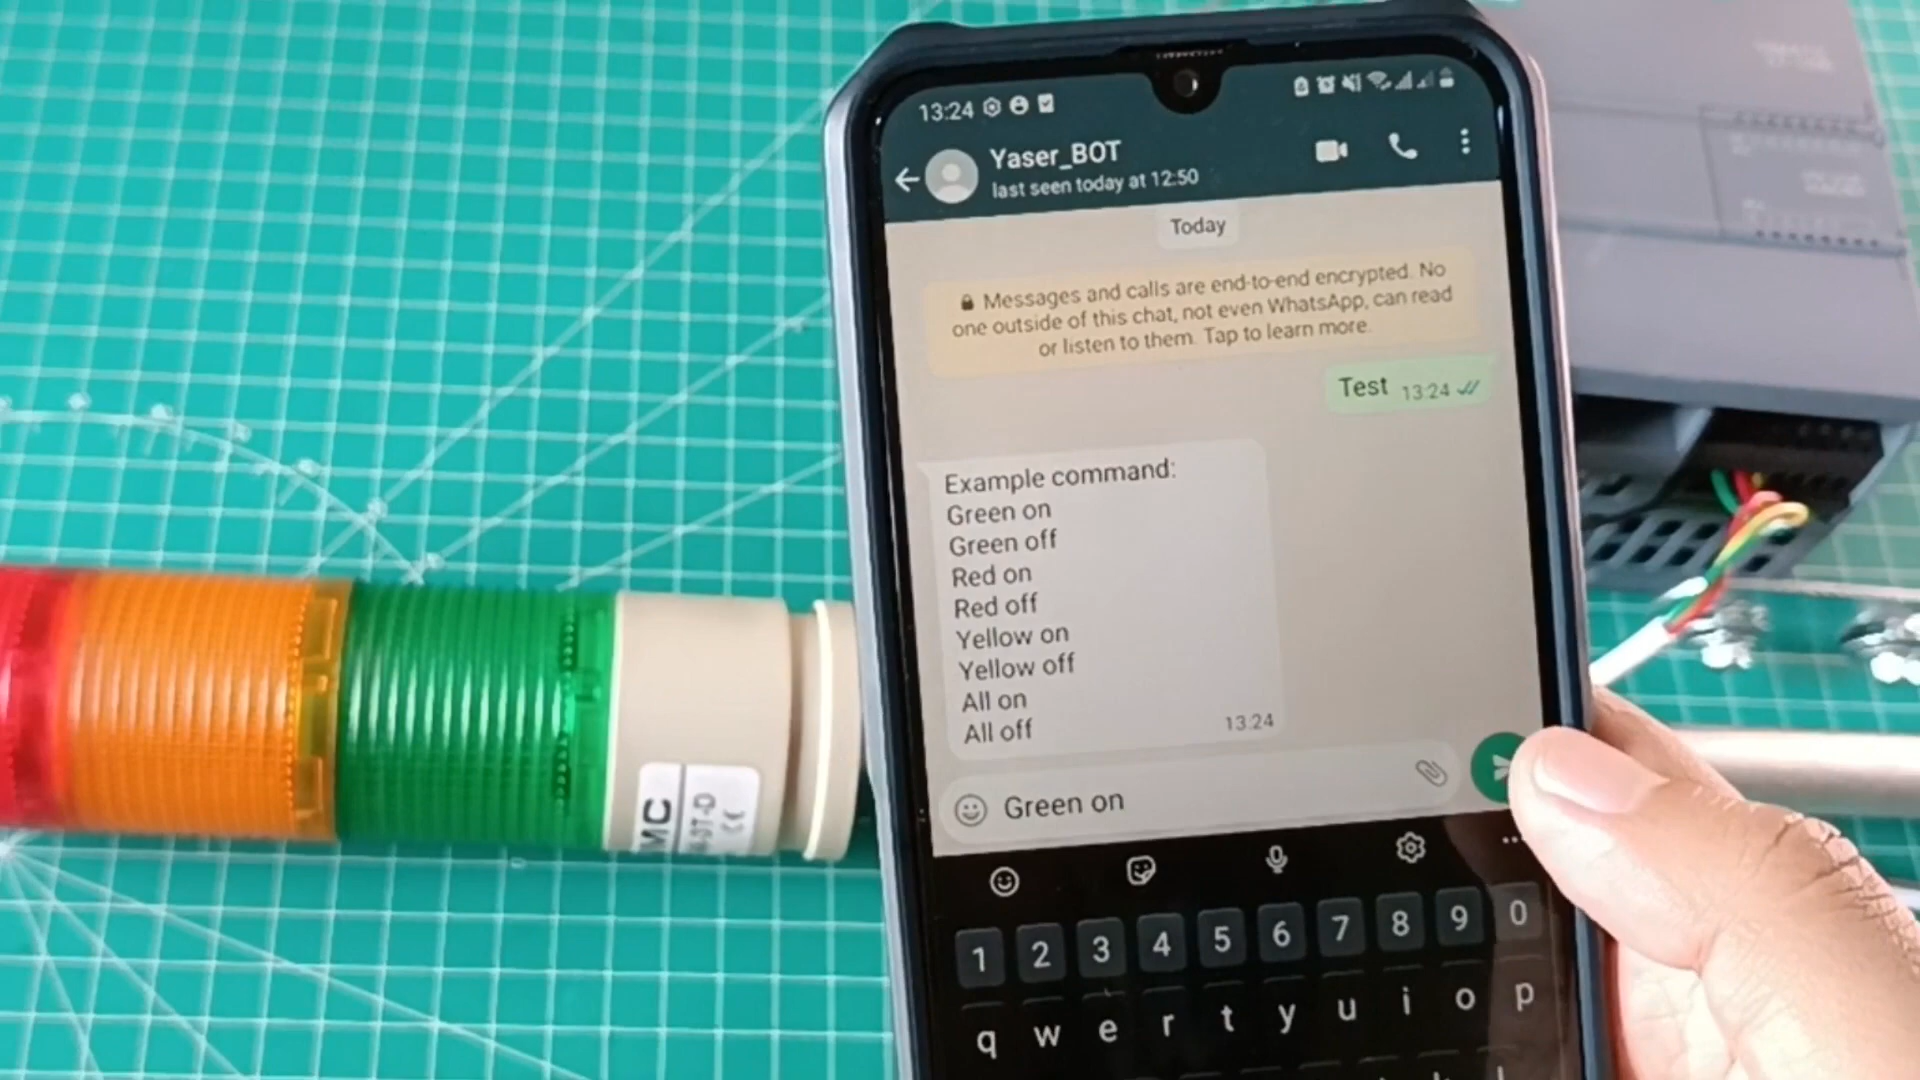 13:24
Yaser_BOT
last seen today at 12:50
Today
Messages and calls are end-to-end encrypted. No
one outside of this chat, not even WhatsApp, can read
or listen to them. Tap to learn more.
Test 13:24
Example command:
Green on
Green off
Red on
Red off
Yellow on
Yellow off
All on
All off
13:24
Green on
1 2 3 4 5 6 7 8 9 0
q w e r t y u i o p
MC
CE